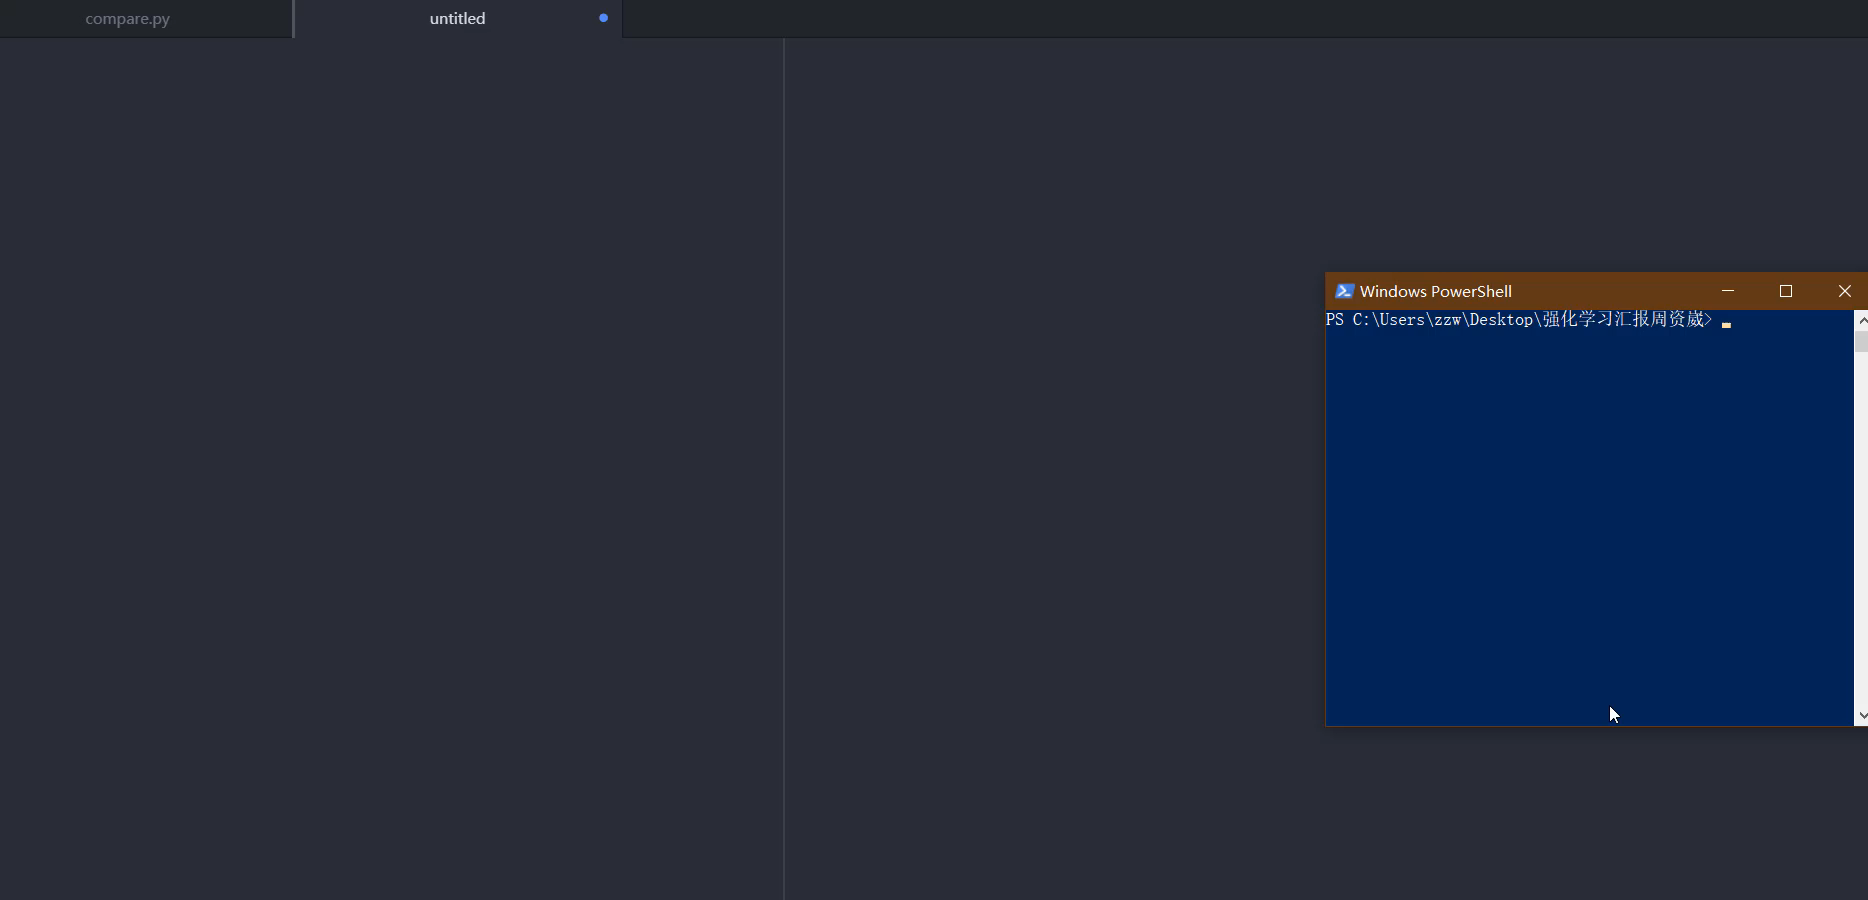 compare.py
untitled
Windows PowerShell
PS C:\Users\zzw\Desktop\强化学习汇报周资崴>